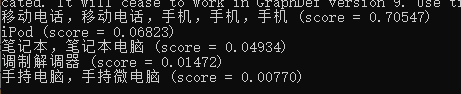 cated. It will cease to work in GraphDef version 9. Use ti
移动电话，移动电话，手机，手机，手机 (score = 0.70547)
iPod (score = 0.06823)
笔记本，笔记本电脑 (score = 0.04934)
调制解调器 (score = 0.01472)
手持电脑，手持微电脑 (score = 0.00770)